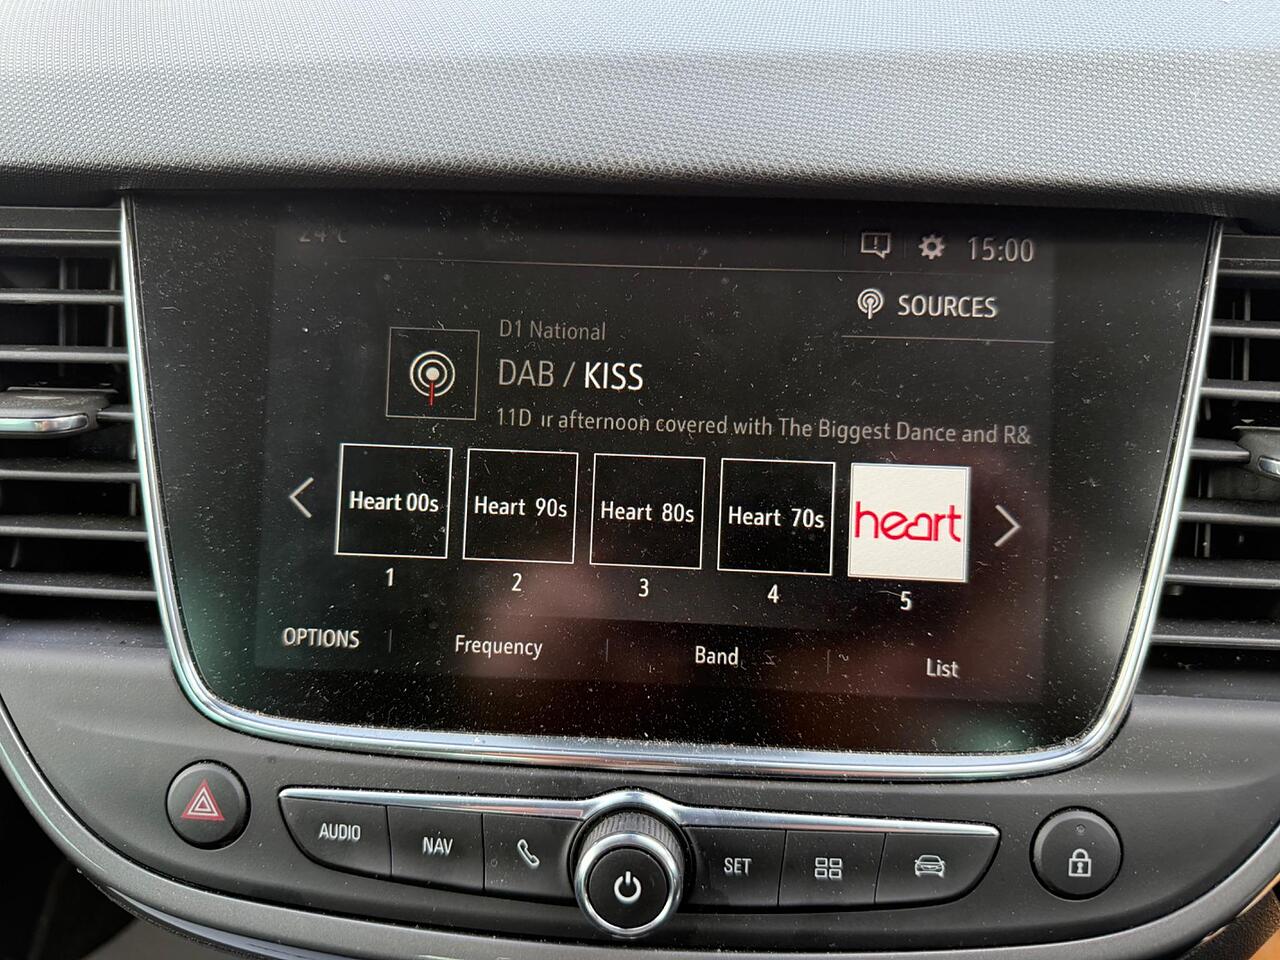 24°C
15:00
SOURCES
D1 National
DAB / KISS
11D ır afternoon covered with The Biggest Dance and R&
Heart 00s
Heart 90s
Heart 80s
Heart 70s
heart
1
2
3
4
5
OPTIONS
Frequency
Band
List
AUDIO
NAV
SET